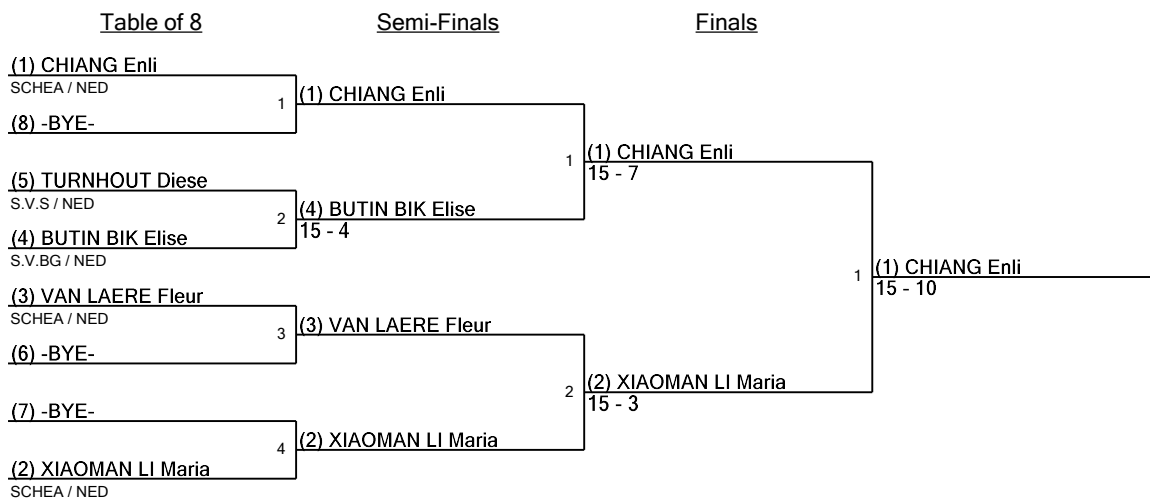 Table of 8 Semi-Finals Finals
(1) CHIANG Enli
SCHEA / NED
(8) -BYE-
1
(1) CHIANG Enli
(5) TURNHOUT Diese
S.V.S / NED
(4) BUTIN BIK Elise
S.V.BG / NED
2
(4) BUTIN BIK Elise
15 - 4
1
(1) CHIANG Enli
15 - 7
(3) VAN LAERE Fleur
SCHEA / NED
(6) -BYE-
3
(3) VAN LAERE Fleur
(7) -BYE-
(2) XIAOMAN LI Maria
SCHEA / NED
4
(2) XIAOMAN LI Maria
2
(2) XIAOMAN LI Maria
15 - 3
1
(1) CHIANG Enli
15 - 10